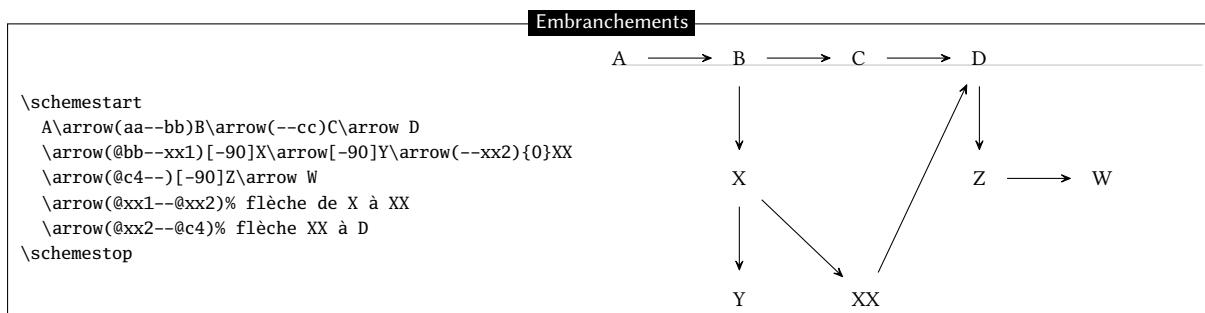 Embranchements
\schemestart
A\arrow(aa--bb)B\arrow(--cc)C\arrow D
\arrow(@bb--xx1)[-90]X\arrow[-90]Y\arrow(--xx2){0}XX
\arrow(@c4--)[-90]Z\arrow W
\arrow(@xx1--@xx2)% flèche de X à XX
\arrow(@xx2--@c4)% flèche XX à D
\schemestop
A B C D
X Z W
Y XX